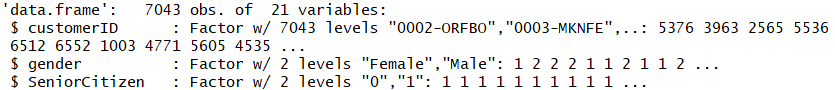 'data.frame':   7043 obs. of  21 variables:
 $ customerID      : Factor w/ 7043 levels "0002-ORFBO","0003-MKNFE",..: 5376 3963 2565 5536
6512 6552 1003 4771 5605 4535 ...
 $ gender          : Factor w/ 2 levels "Female","Male": 1 2 2 2 1 1 2 1 1 2 ...
 $ SeniorCitizen   : Factor w/ 2 levels "0","1": 1 1 1 1 1 1 1 1 1 1 ...